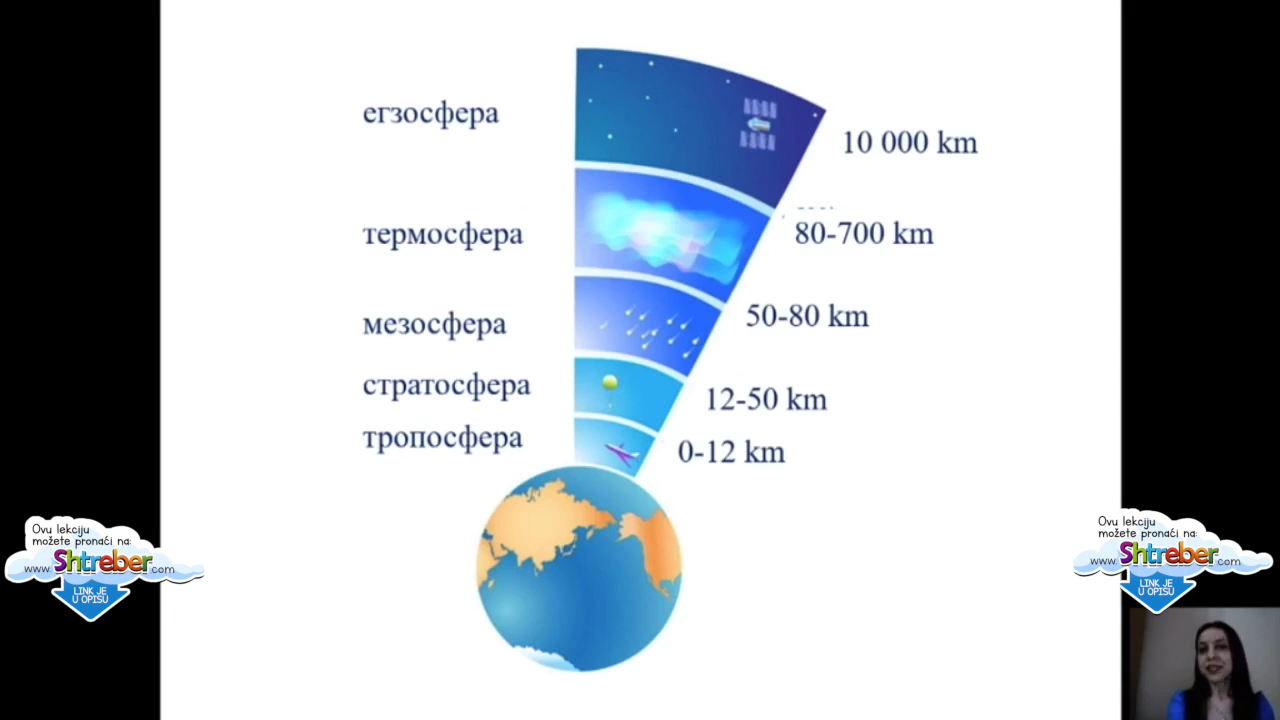 егзосфера
10 000 km
термосфера
80-700 km
мезосфера
50-80 km
стратосфера
12-50 km
тропосфера
0-12 km
Ovu lekciju
možete pronaći na:
www.Shtreber.com
LINK JE
U OPISU
Ovu lekciju
možete pronaći na:
www.Shtreber.com
LINK JE
U OPISU